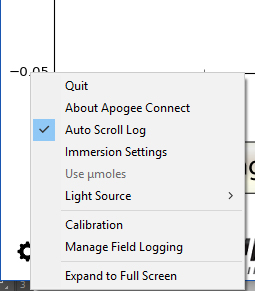 −0.05
Quit
About Apogee Connect
Auto Scroll Log
Immersion Settings
Use µmoles
Light Source
Calibration
Manage Field Logging
Expand to Full Screen
3